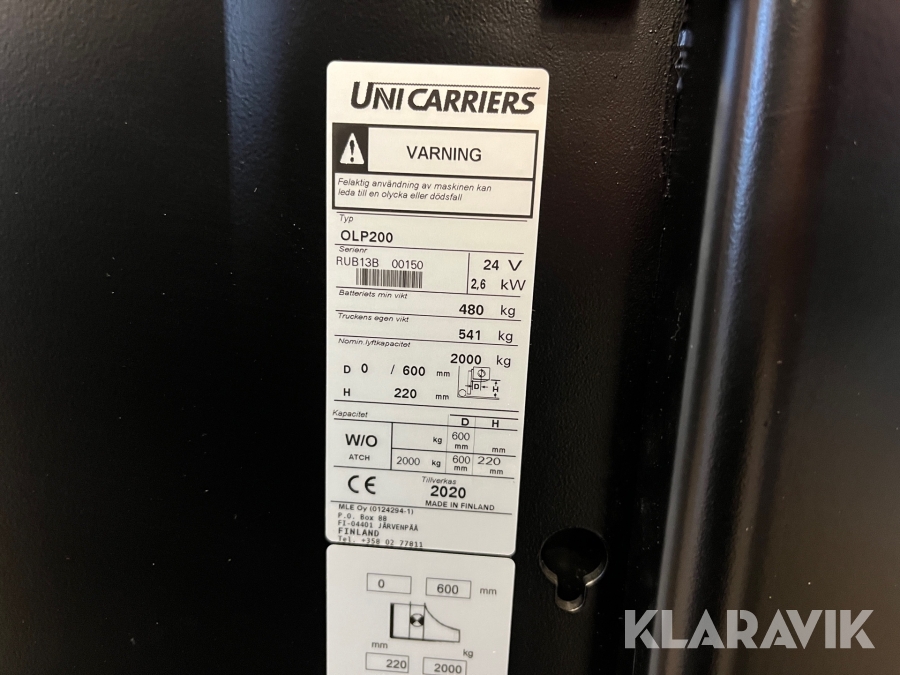 UNICARRIERS
VARNING
Felaktig användning av maskinen kan
leda till en olycka eller dödsfall
Typ
OLP200
Serienr
RUB13B 00150
24 V
2,6 kW
Batteriets min vikt
480 kg
Truckens egen vikt
541 kg
Nomin lyftkapacitet
2000 kg
D 0 / 600 mm
H 220 mm
D
H
Kapacitet
D H
W/O
ATCH
kg 600 mm mm
2000 kg 600 mm 220 mm
CE
Tillverkas
2020
MADE IN FINLAND
MLE Oy (0124294-1)
P.O. Box 88
FI-04401 JÄRVENPÄÄ
FINLAND
Tel. +358 02 77811
0 600 mm
mm kg
220 2000
KLARAVIK